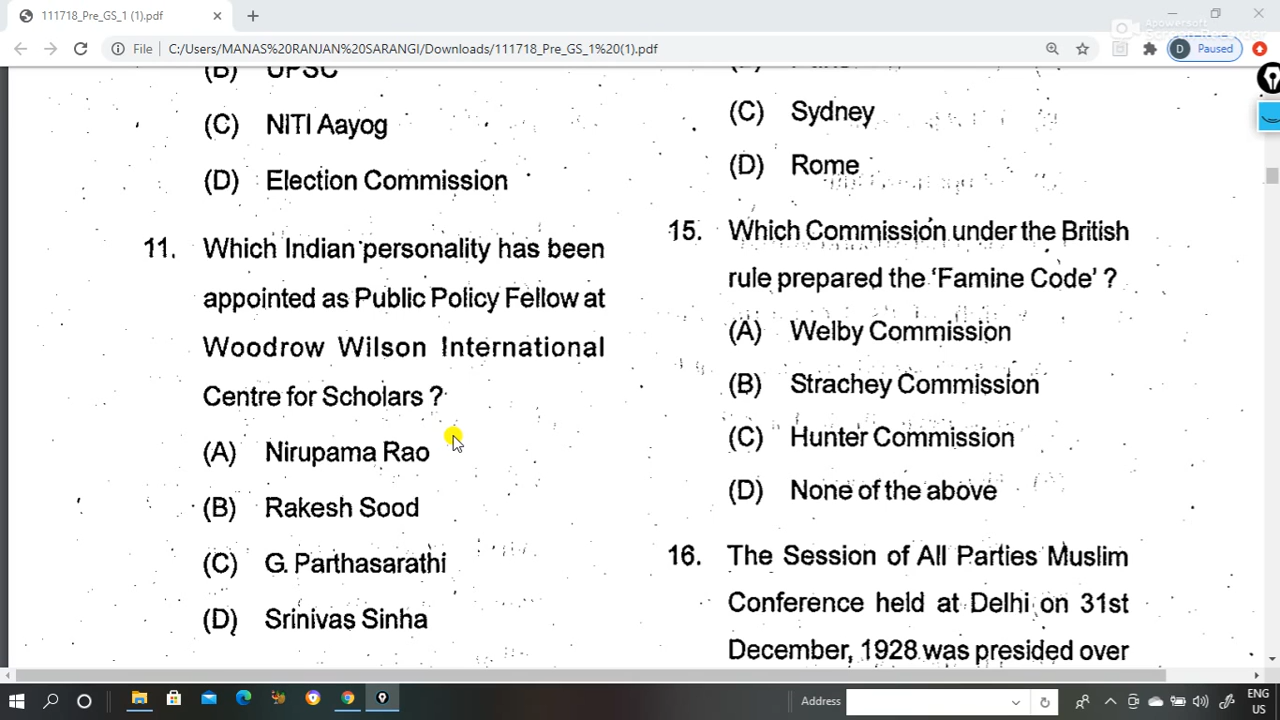 111718_Pre_GS_1 (1).pdf
Apowersoft
Screen Recorder
File C:/Users/MANAS%20RANJAN%20SARANGI/Downloads/111718_Pre_GS_1%20(1).pdf
D Paused
(B) UPSC
(C) NITI Aayog
(D) Election Commission
11. Which Indian personality has been
appointed as Public Policy Fellow at
Woodrow Wilson International
Centre for Scholars ?
(A) Nirupama Rao
(B) Rakesh Sood
(C) G. Parthasarathi
(D) Srinivas Sinha
(C) Sydney
(D) Rome
15. Which Commission under the British
rule prepared the ‘Famine Code’ ?
(A) Welby Commission
(B) Strachey Commission
(C) Hunter Commission
(D) None of the above
16. The Session of All Parties Muslim
Conference held at Delhi on 31st
December, 1928 was presided over
Address
ENG
US